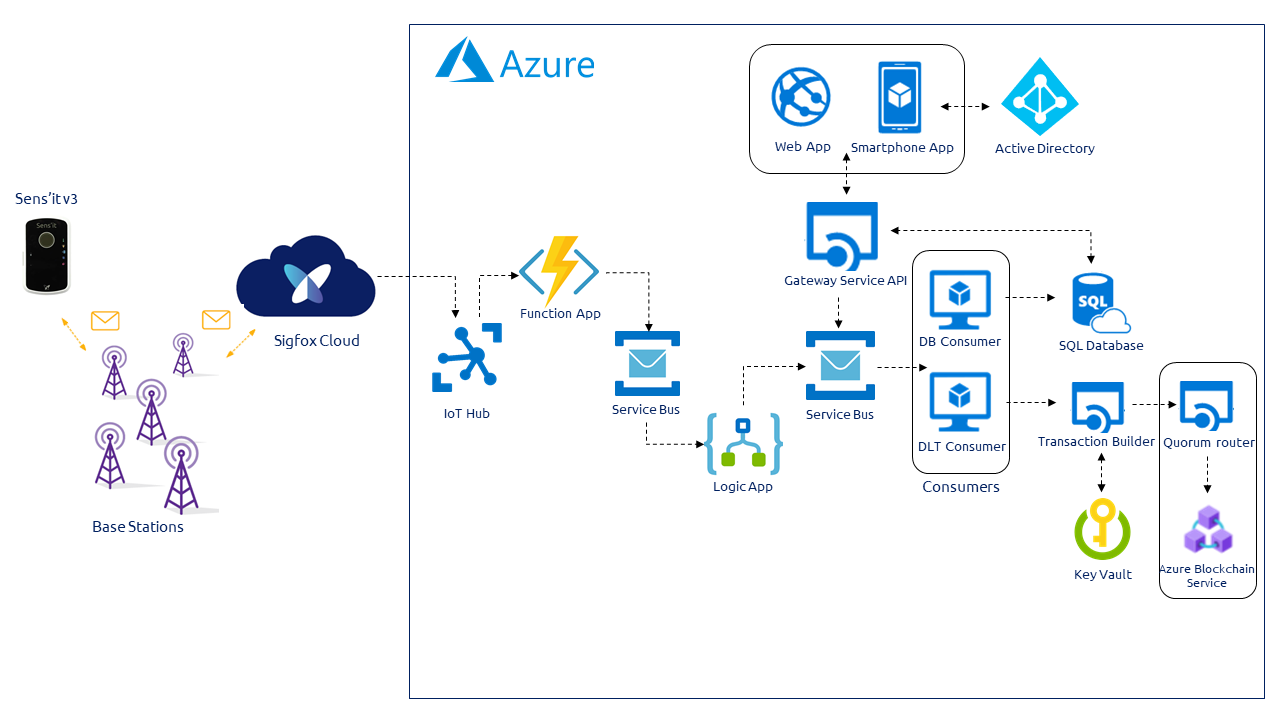 Azure
Web App
Smartphone App
Active Directory
Sens'it v3
Sens'it
Gateway Service API
Function App
SQL
DB Consumer
SQL Database
Sigfox Cloud
IoT Hub
Service Bus
Service Bus
Transaction Builder
Quorum router
DLT Consumer
Logic App
Consumers
Base Stations
Key Vault
Azure Blockchain
Service